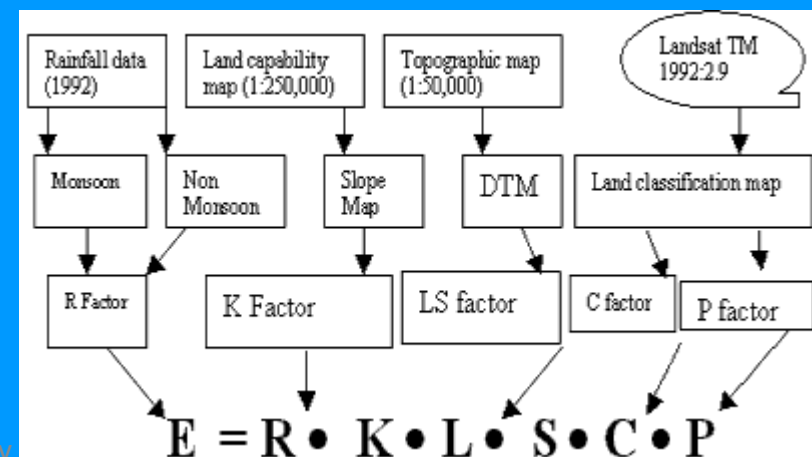 Rainfall data
(1992)
Land capability
map (1:250,000)
Topographic map
(1:50,000)
Landsat TM
1992:2.9
Monsoon
Non
Monsoon
Slope
Map
DTM
Land classification map
R Factor
K Factor
LS factor
C factor
P factor
E = R • K • L • S • C • P